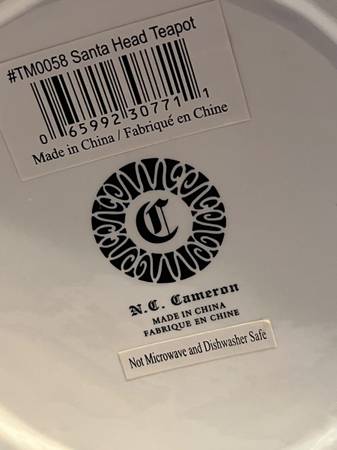 #TM0058 Santa Head Teapot
0 65992 30771 1
Made in China / Fabriqué en Chine
C
N.C. Cameron
MADE IN CHINA
FABRIQUE EN CHINE
Not Microwave and Dishwasher Safe